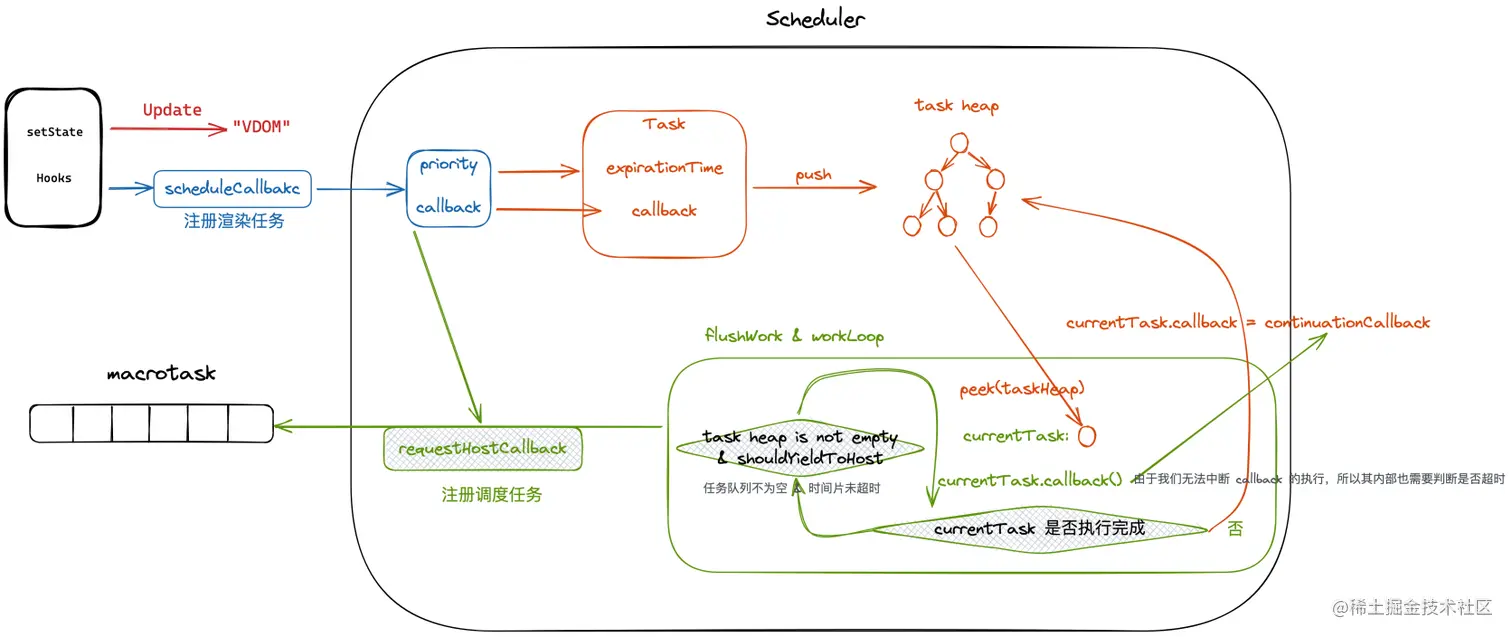 Scheduler
setState
Hooks
Update
"VDOM"
scheduleCallbakc
注册渲染任务
priority
callback
Task
expirationTime
callback
push
task heap
currentTask.callback = continuationCallback
flushWork & workLoop
macrotask
peek(taskHeap)
task heap is not empty
& shouldYieldToHost
任务队列不为空 & 时间片未超时
currentTask:
requestHostCallback
注册调度任务
currentTask.callback()
由于我们无法中断 callback 的执行，所以其内部也需要判断是否超时
currentTask 是否执行完成
否
@稀土掘金技术社区